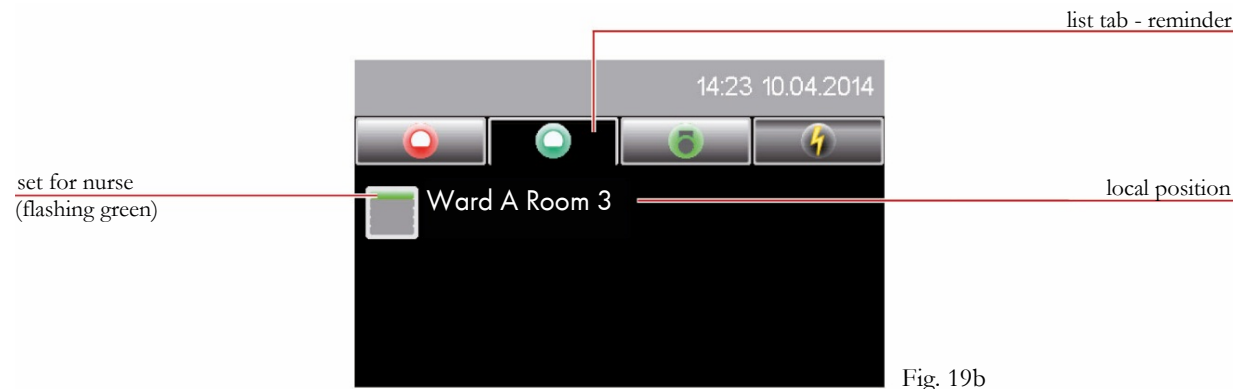 list tab - reminder
14:23 10.04.2014
set for nurse
(flashing green)
Ward A Room 3
local position
Fig. 19b